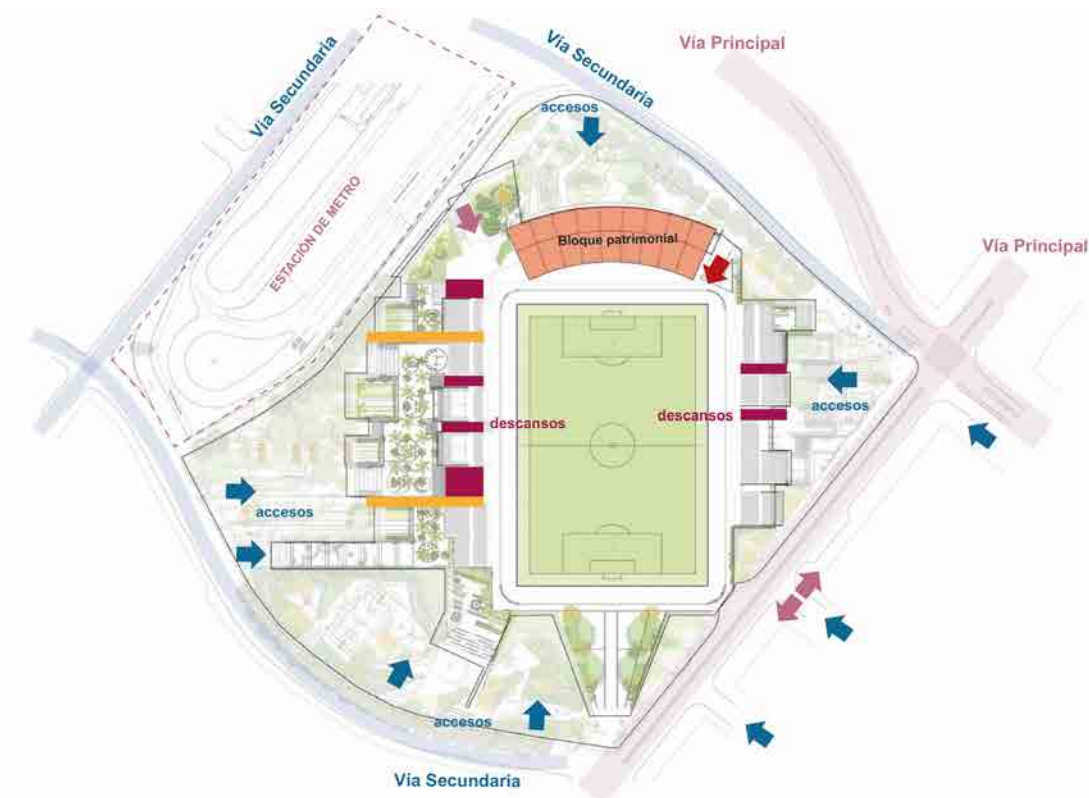 Vía Secundaria
Vía Secundaria
Vía Principal
accesos
ESTACIÓN DE METRO
Bloque patrimonial
Vía Principal
descansos
descansos
accesos
accesos
accesos
Vía Secundaria